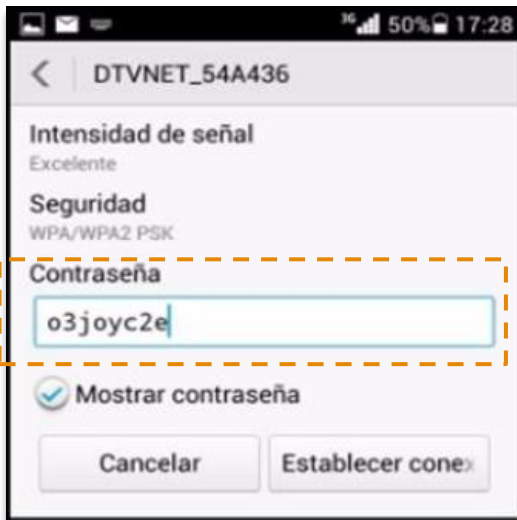 3G 50% 17:28
DTVNET_54A436
Intensidad de señal
Excelente
Seguridad
WPA/WPA2 PSK
Contraseña
o3joyc2e
Mostrar contraseña
Cancelar Establecer conex